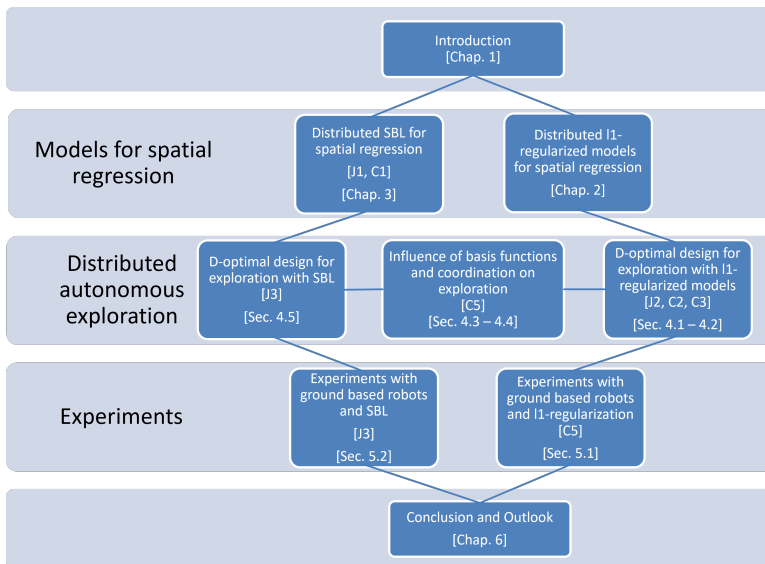 Introduction
[Chap. 1]
Models for spatial
regression
Distributed SBL for
spatial regression
[J1, C1]
[Chap. 3]
Distributed l1-
regularized models
for spatial regression
[Chap. 2]
Distributed
autonomous
exploration
D-optimal design for
exploration with SBL
[J3]
[Sec. 4.5]
Influence of basis functions
and coordination on
exploration
[C5]
[Sec. 4.3 – 4.4]
D-optimal design for
exploration with l1-
regularized models
[J2, C2, C3]
[Sec. 4.1 – 4.2]
Experiments
Experiments with
ground based robots
and SBL
[J3]
[Sec. 5.2]
Experiments with
ground based robots
and l1-regularization
[C5]
[Sec. 5.1]
Conclusion and Outlook
[Chap. 6]